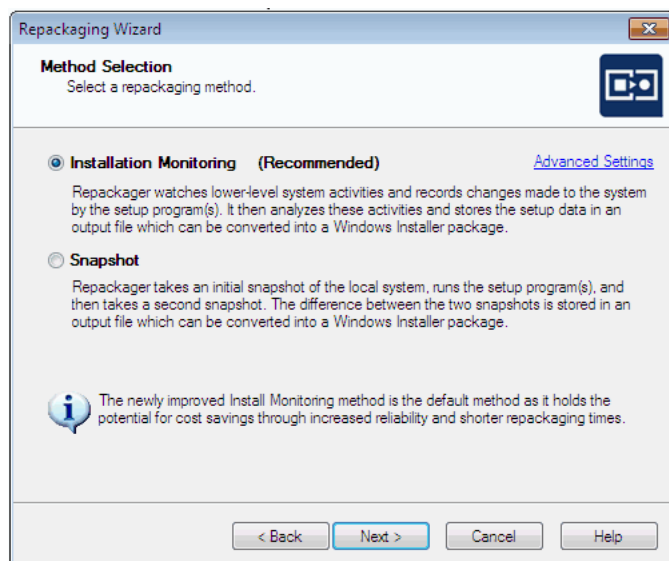 Repackaging Wizard
Method Selection
Select a repackaging method.
Installation Monitoring (Recommended)
Advanced Settings
Repackager watches lower-level system activities and records changes made to the system
by the setup program(s). It then analyzes these activities and stores the setup data in an
output file which can be converted into a Windows Installer package.
Snapshot
Repackager takes an initial snapshot of the local system, runs the setup program(s), and
then takes a second snapshot. The difference between the two snapshots is stored in an
output file which can be converted into a Windows Installer package.
The newly improved Install Monitoring method is the default method as it holds the
potential for cost savings through increased reliability and shorter repackaging times.
< Back
Next >
Cancel
Help